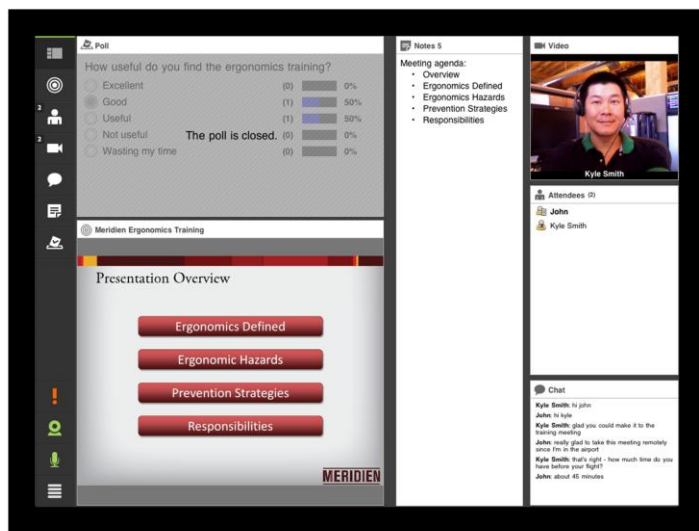 Poll
How useful do you find the ergonomics training?
Excellent (0) 0%
Good (1) 50%
Useful (1) 50%
Not useful The poll is closed. (0) 0%
Wasting my time (0) 0%
Meridien Ergonomics Training
Presentation Overview
Ergonomics Defined
Ergonomic Hazards
Prevention Strategies
Responsibilities
MERIDIEN
Notes 5
Meeting agenda:
• Overview
• Ergonomics Defined
• Ergonomics Hazards
• Prevention Strategies
• Responsibilities
Video
Kyle Smith
Attendees (2)
John
Kyle Smith
Chat
Kyle Smith: hi john
John: hi kyle
Kyle Smith: glad you could make it to the
training meeting
John: really glad to take this meeting remotely
since I'm in the airport
Kyle Smith: that's right - how much time do you
have before your flight?
John: about 45 minutes
2
2